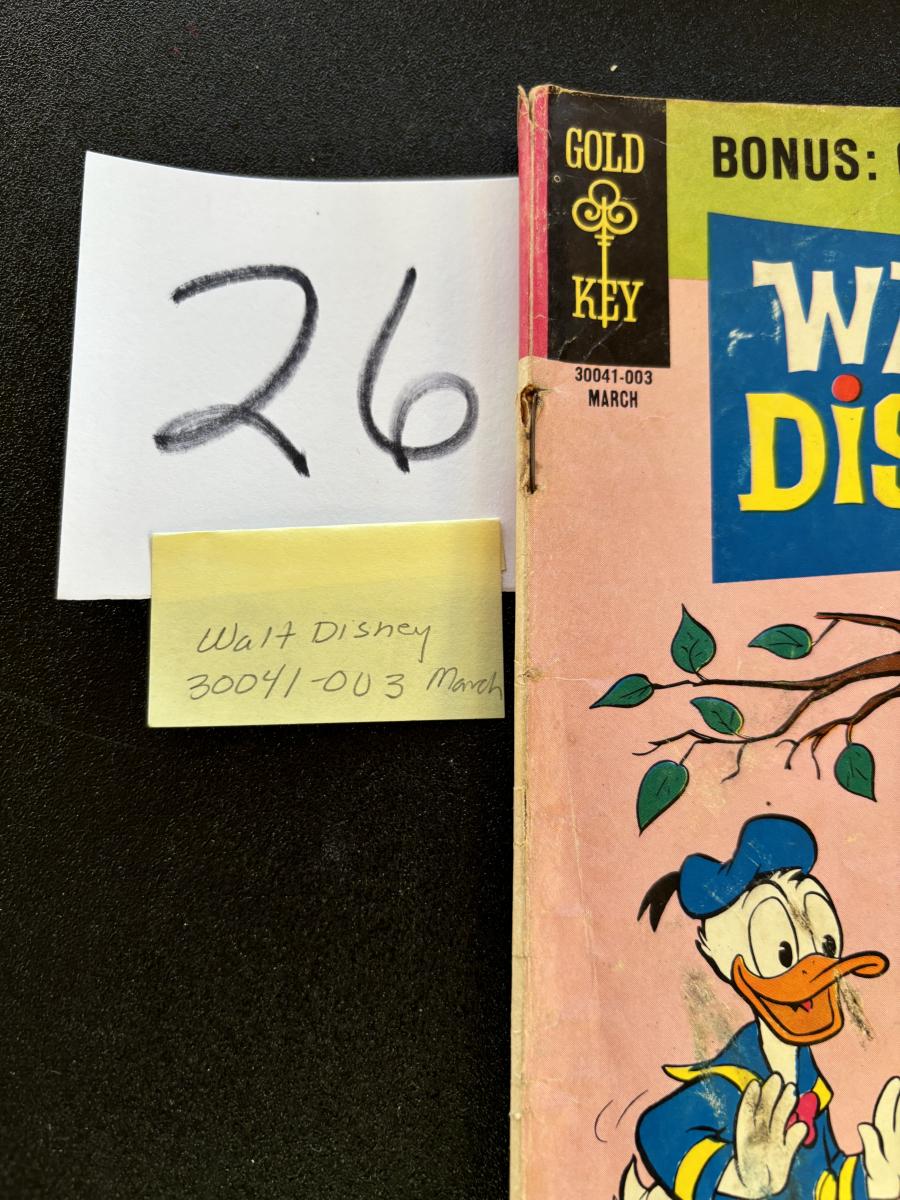 26
Walt Disney
30041-003 March
GOLD
KEY
30041-003
MARCH
BONUS: